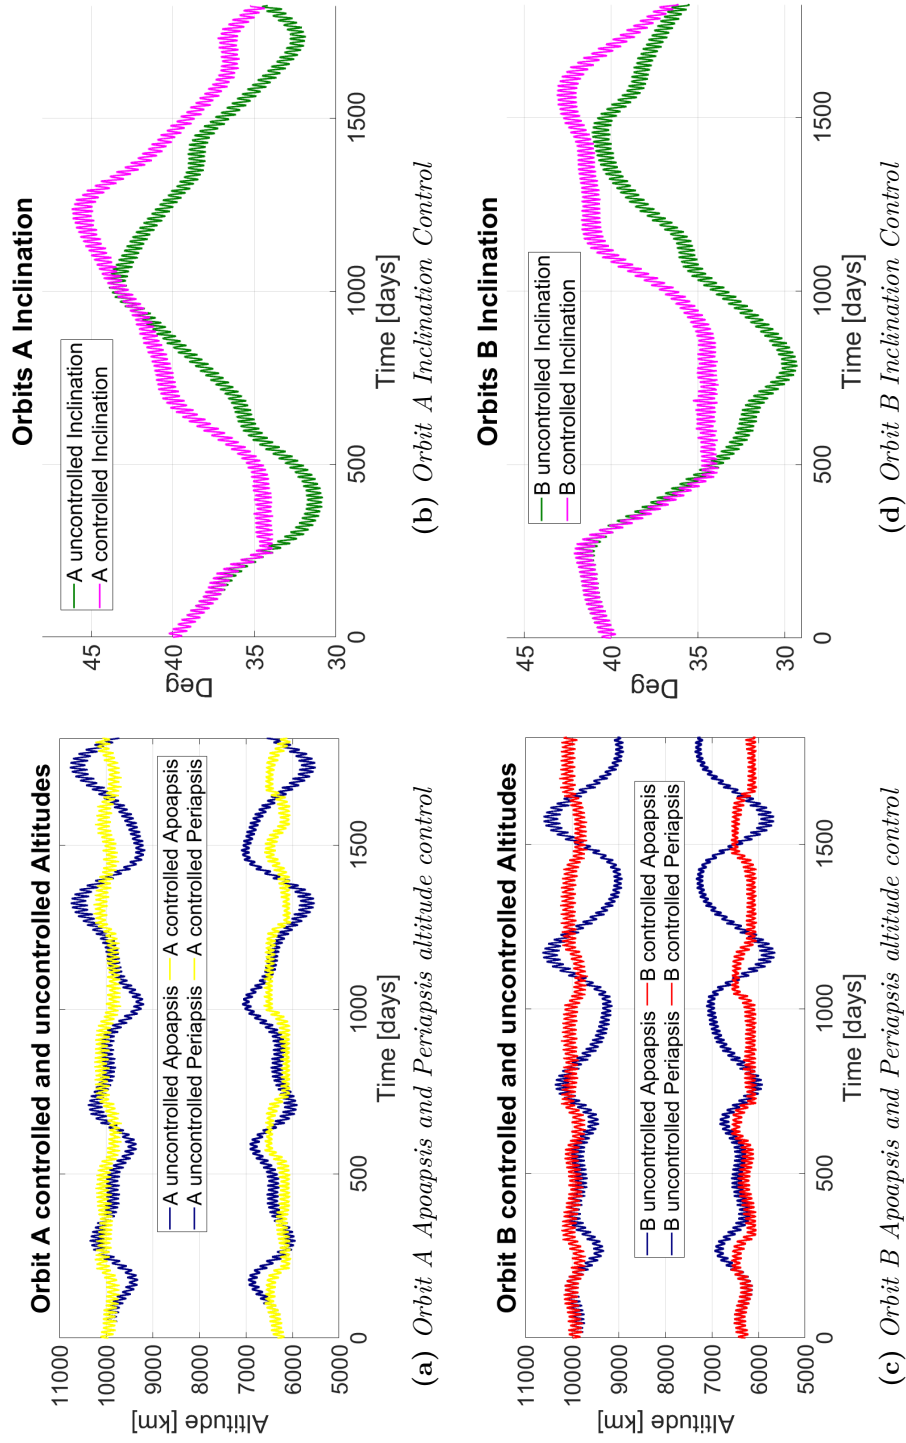 Orbit A controlled and uncontrolled Altitudes
11000
10000
9000
8000
7000
6000
5000
Altitude [km]
A uncontrolled Apoapsis
A controlled Apoapsis
A uncontrolled Periapsis
A controlled Periapsis
0
500
1000
1500
Time [days]
(a) Orbit A Apoapsis and Periapsis altitude control
Orbits A Inclination
45
40
35
30
Deg
A uncontrolled Inclination
A controlled Inclination
0
500
1000
1500
Time [days]
(b) Orbit A Inclination Control
Orbit B controlled and uncontrolled Altitudes
11000
10000
9000
8000
7000
6000
5000
Altitude [km]
B uncontrolled Apoapsis
B controlled Apoapsis
B uncontrolled Periapsis
B controlled Periapsis
0
500
1000
1500
Time [days]
(c) Orbit B Apoapsis and Periapsis altitude control
Orbits B Inclination
45
40
35
30
Deg
B uncontrolled Inclination
B controlled Inclination
0
500
1000
1500
Time [days]
(d) Orbit B Inclination Control